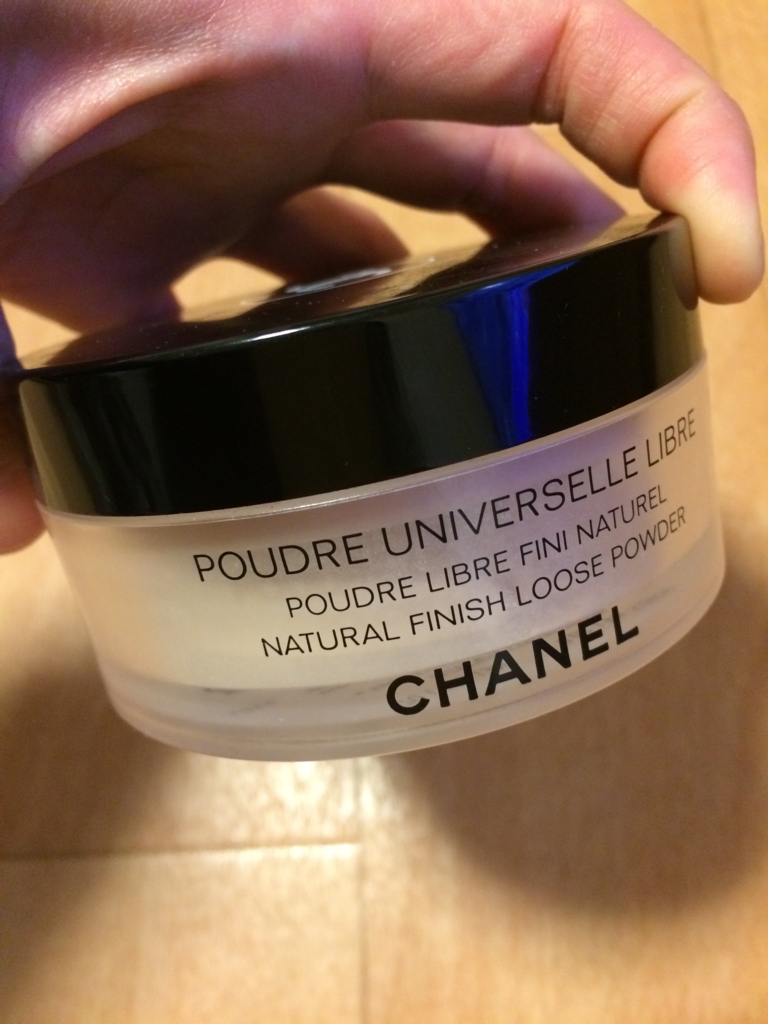 POUDRE UNIVERSELLE LIBRE
POUDRE LIBRE FINI NATUREL
NATURAL FINISH LOOSE POWDER
CHANEL